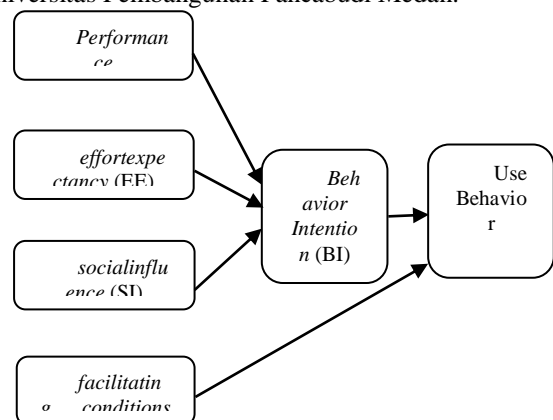 Universitas Pembangunan Pancabudi Medan.
Performan
ce
effortexpe
ctancy (EE)
socialinflu
ence (SI)
facilitatin
g conditions
Beh
avior
Intentio
n (BI)
Use
Behavio
r